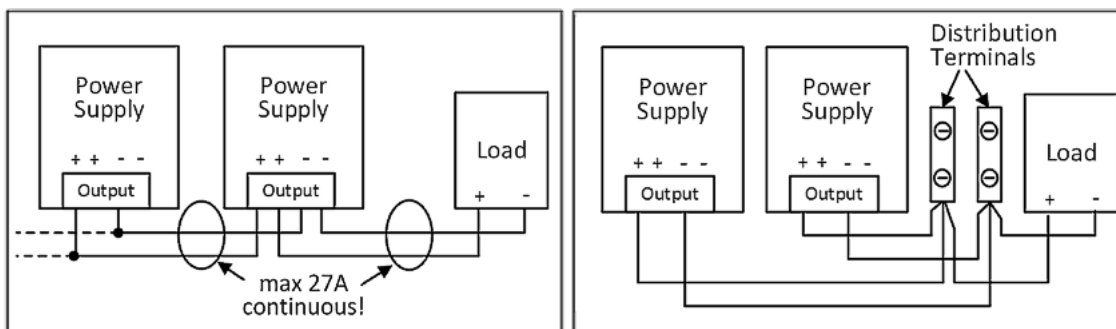 Power
Supply
+ + - -
Output
Power
Supply
+ + - -
Output
Load
+ -
max 27A
continuous!
Distribution
Terminals
Power
Supply
+ + - -
Output
Power
Supply
+ + - -
Output
Load
+ -